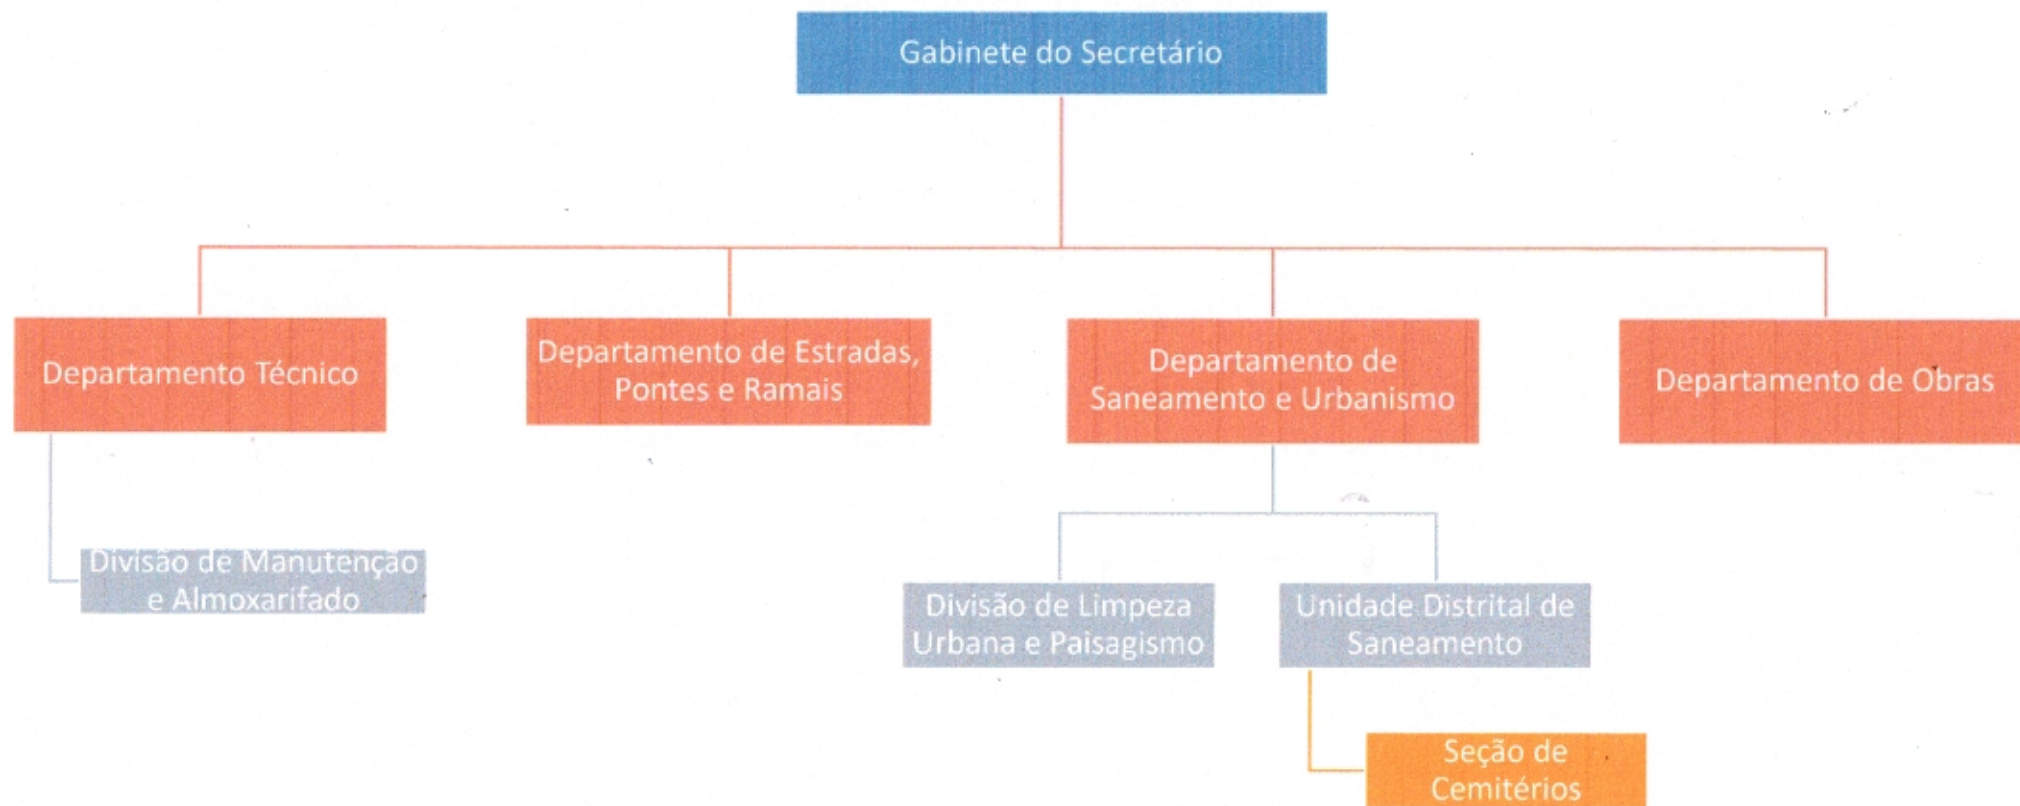 Gabinete do Secretário
Departamento Técnico
Departamento de Estradas,
Pontes e Ramais
Departamento de
Saneamento e Urbanismo
Departamento de Obras
Divisão de Manutenção
e Almoxarifado
Divisão de Limpeza
Urbana e Paisagismo
Unidade Distrital de
Saneamento
Seção de
Cemitérios